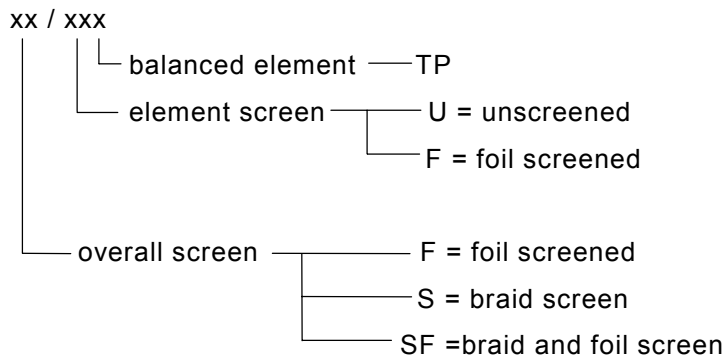 xx / xxx
balanced element TP
element screen U = unscreened
F = foil screened
overall screen F = foil screened
S = braid screen
SF =braid and foil screen